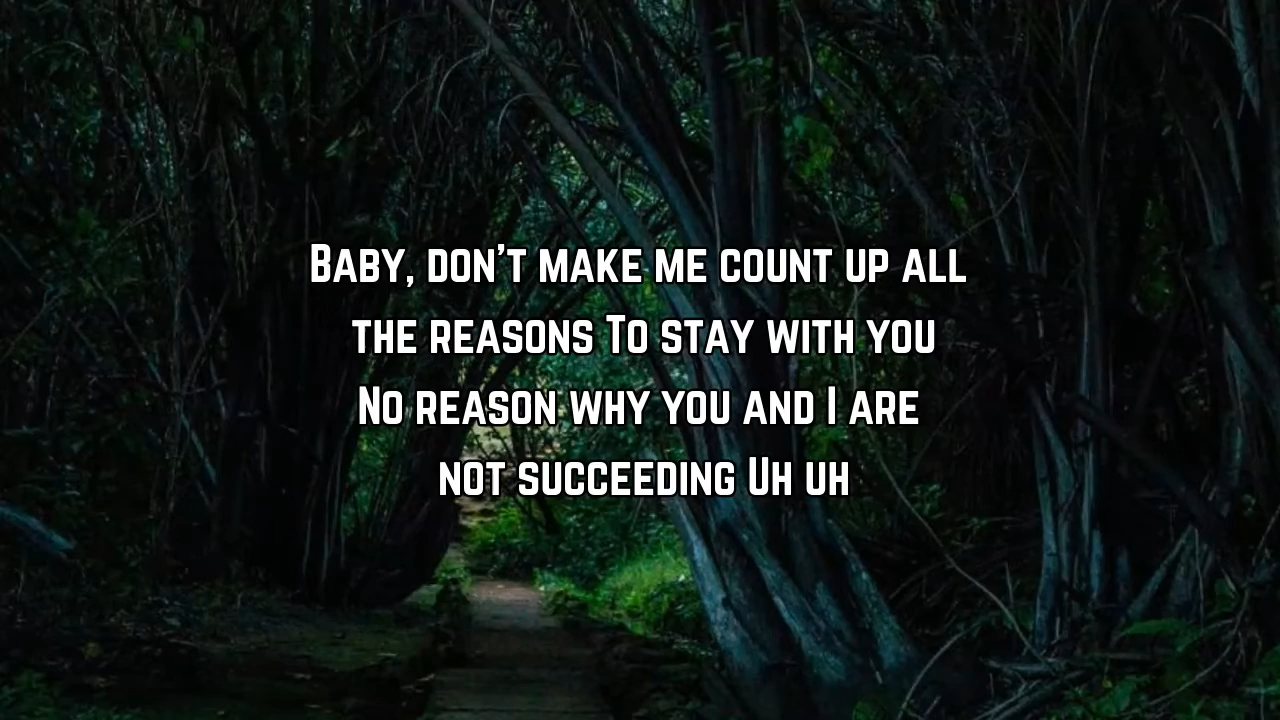 Baby, don't make me count up all
the reasons To stay with you
No reason why you and I are
not succeeding Uh uh